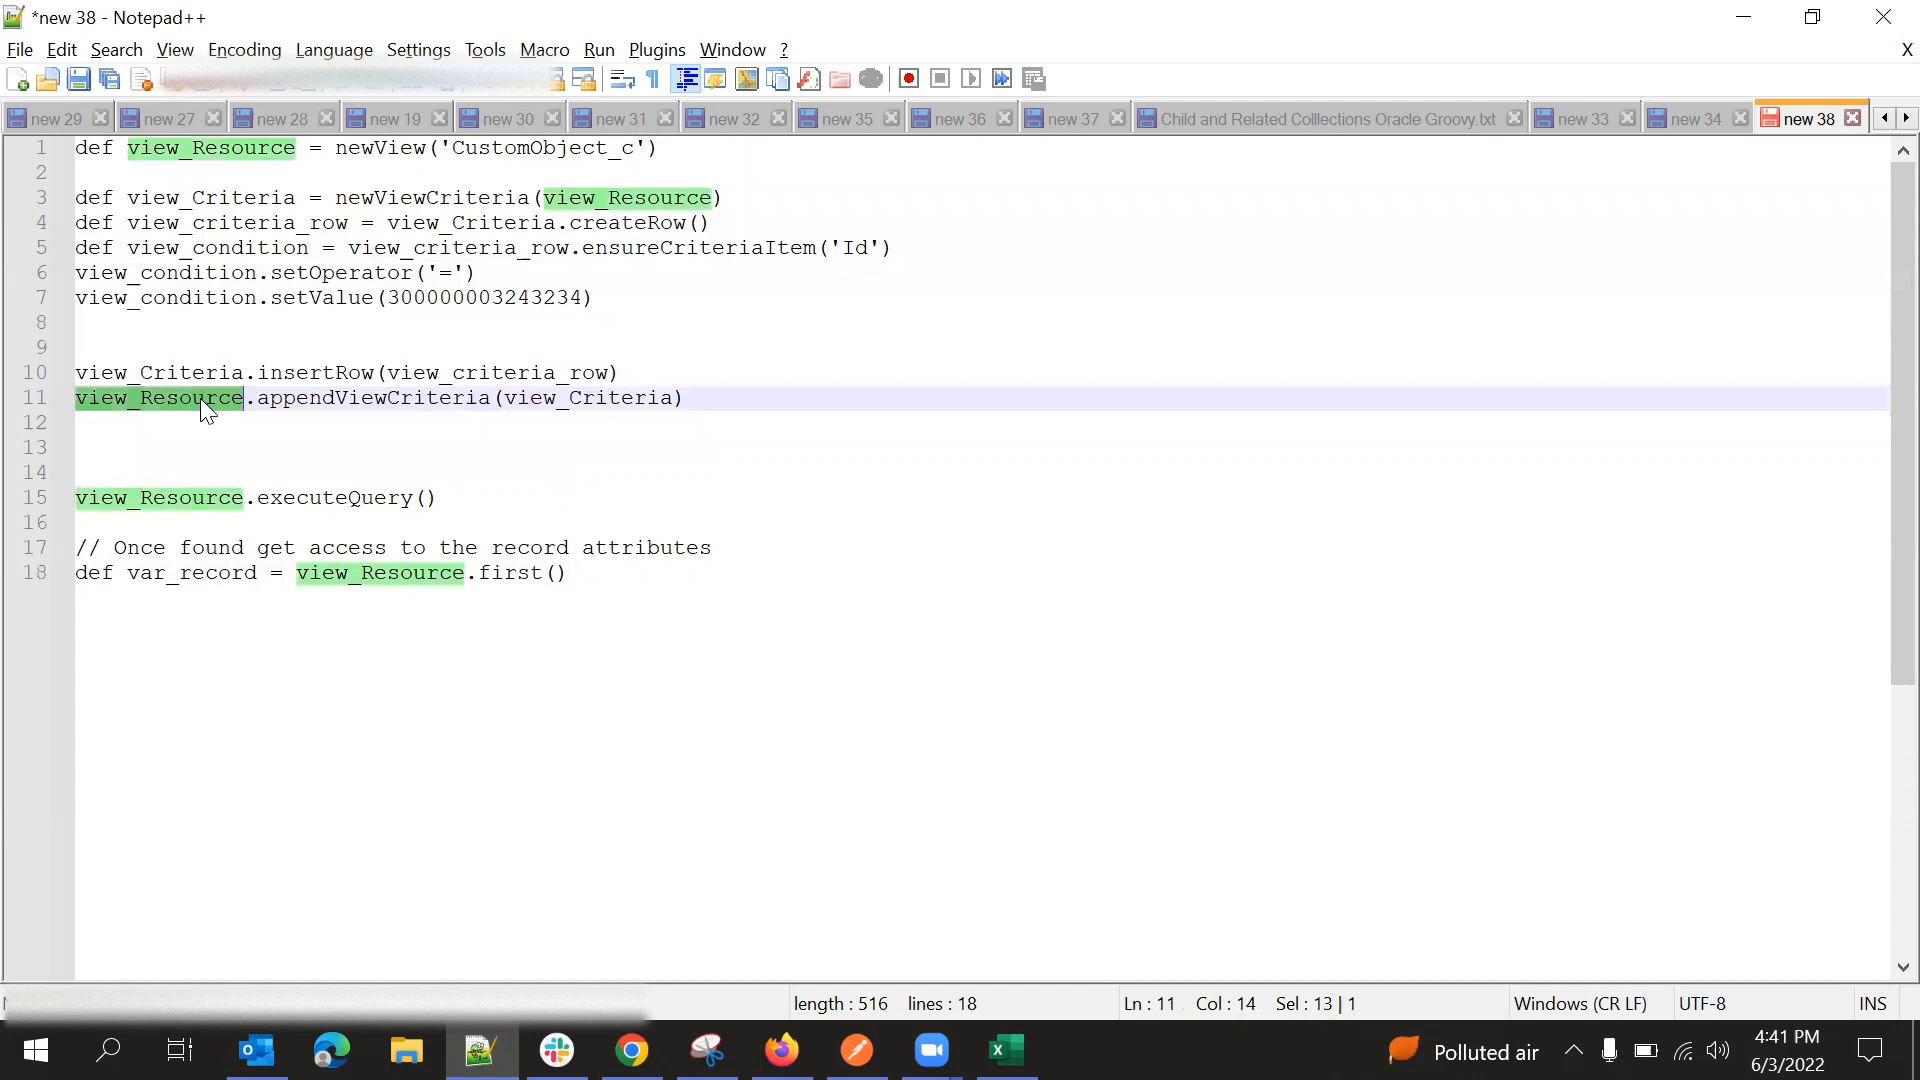 *new 38 - Notepad++
File Edit Search View Encoding Language Settings Tools Macro Run Plugins Window ? X
new 29 new 27 new 28 new 19 new 30 new 31 new 32 new 35 new 36 new 37 Child and Related Colllections Oracle Groovy.txt new 33 new 34 new 38
1 def view_Resource = newView('CustomObject_c')
2
3 def view_Criteria = newViewCriteria(view_Resource)
4 def view_criteria_row = view_Criteria.createRow()
5 def view_condition = view_criteria_row.ensureCriteriaItem('Id')
6 view_condition.setOperator('=')
7 view_condition.setValue(300000003243234)
8
9
10 view_Criteria.insertRow(view_criteria_row)
11 view_Resource.appendViewCriteria(view_Criteria)
12
13
14
15 view_Resource.executeQuery()
16
17 // Once found get access to the record attributes
18 def var_record = view_Resource.first()
length : 516 lines : 18 Ln : 11 Col : 14 Sel : 13 | 1 Windows (CR LF) UTF-8 INS
Polluted air 4:41 PM
6/3/2022